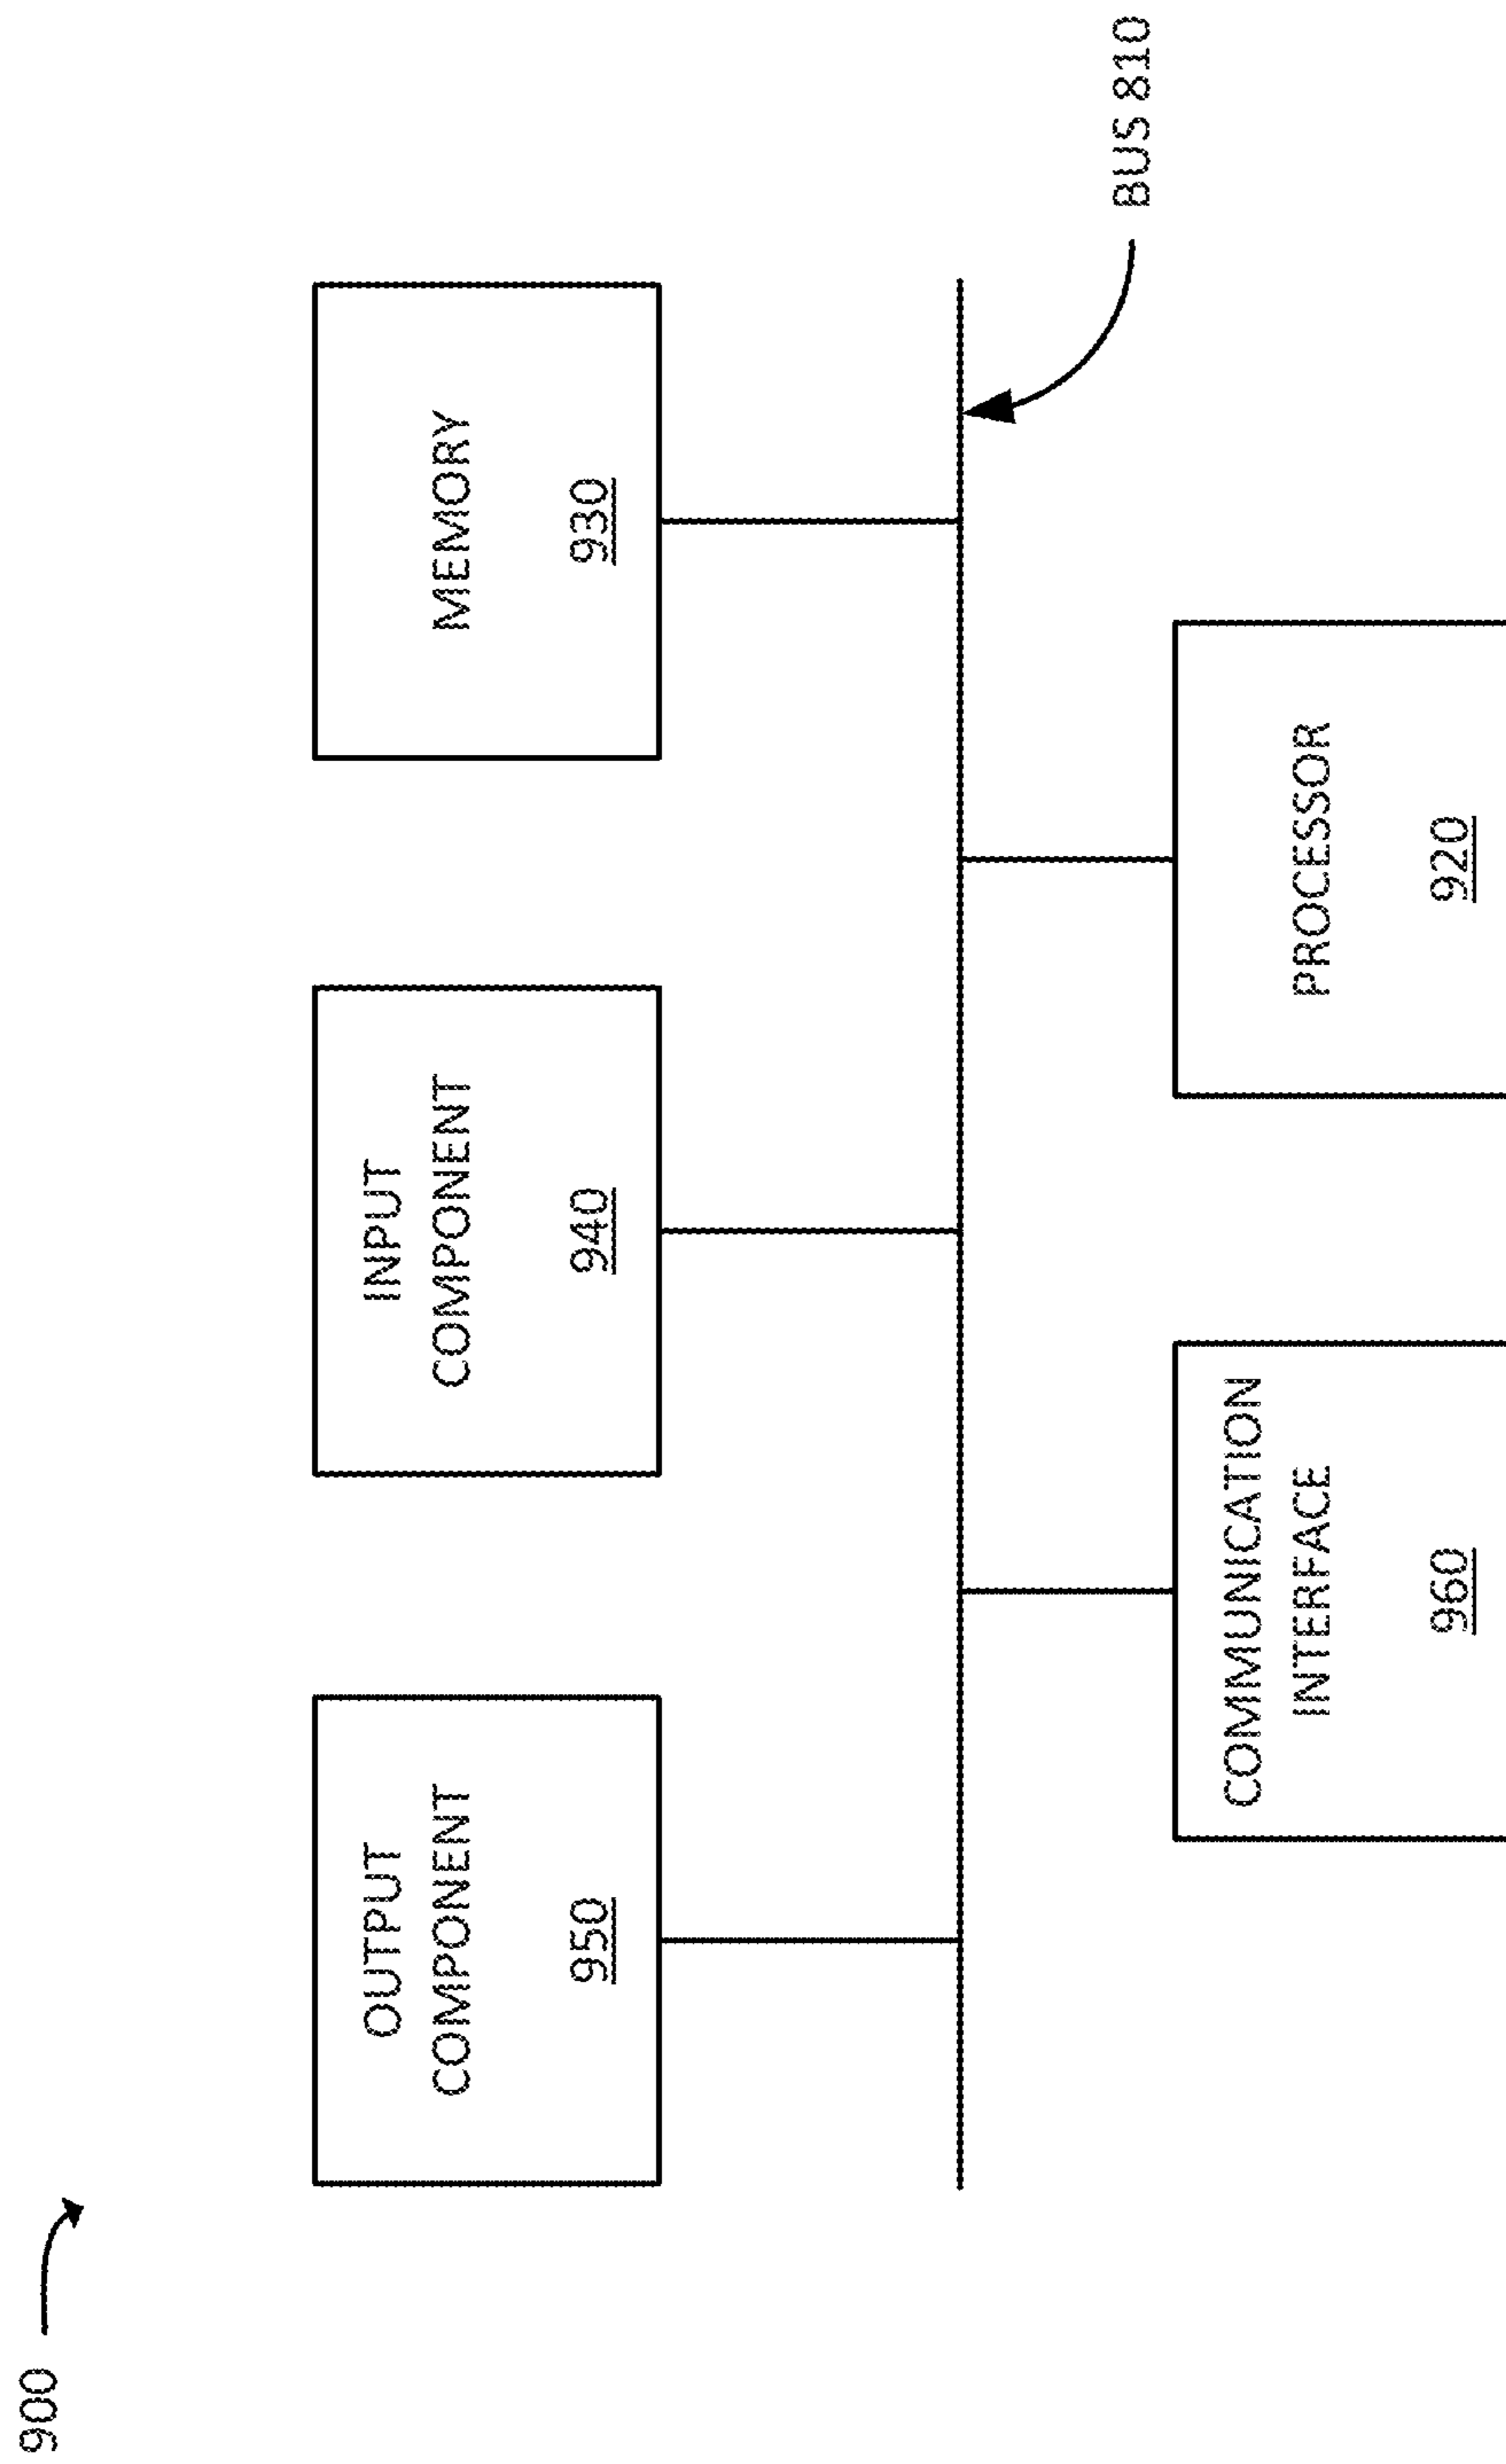 900
OUTPUT
COMPONENT
950
INPUT
COMPONENT
940
MEMORY
930
BUS 810
COMMUNICATION
INTERFACE
960
PROCESSOR
920